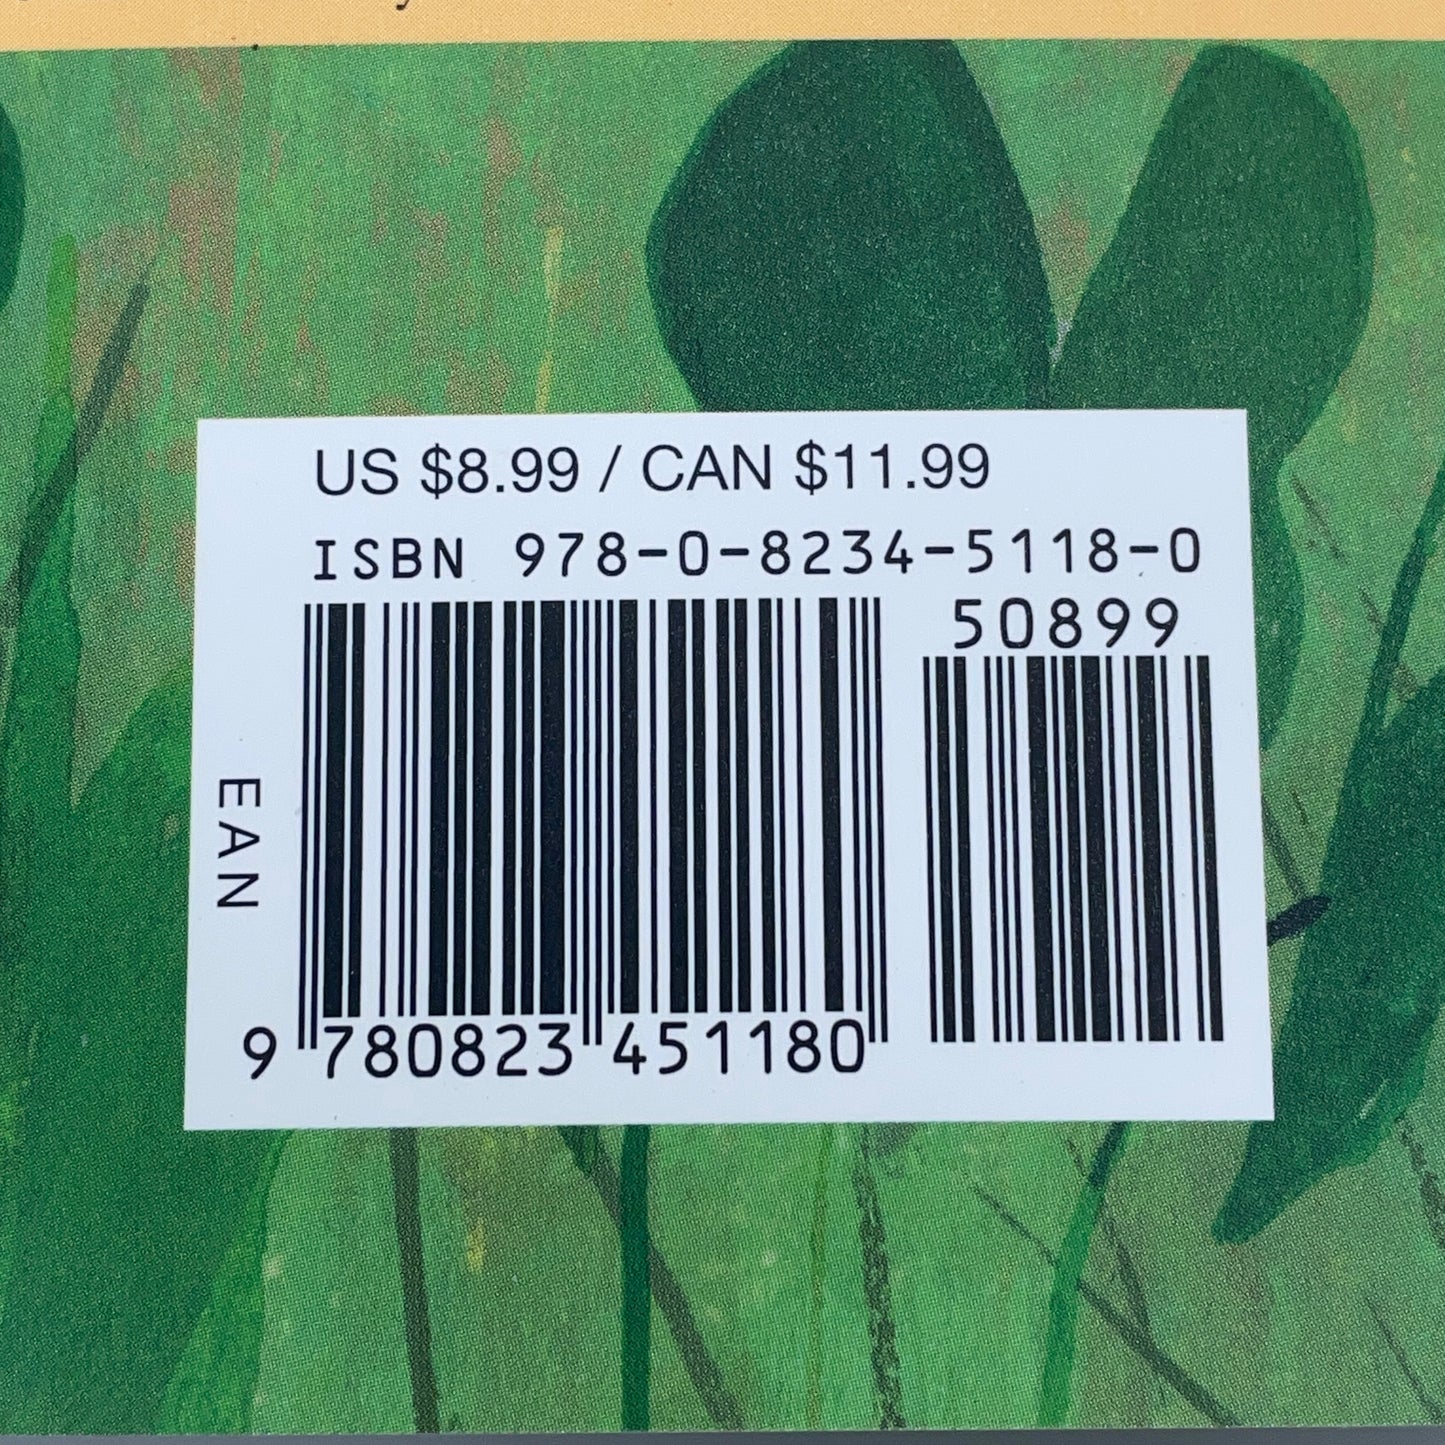 US $8.99 / CAN $11.99
ISBN 978-0-8234-5118-0
50899
EAN
9 780823 451180